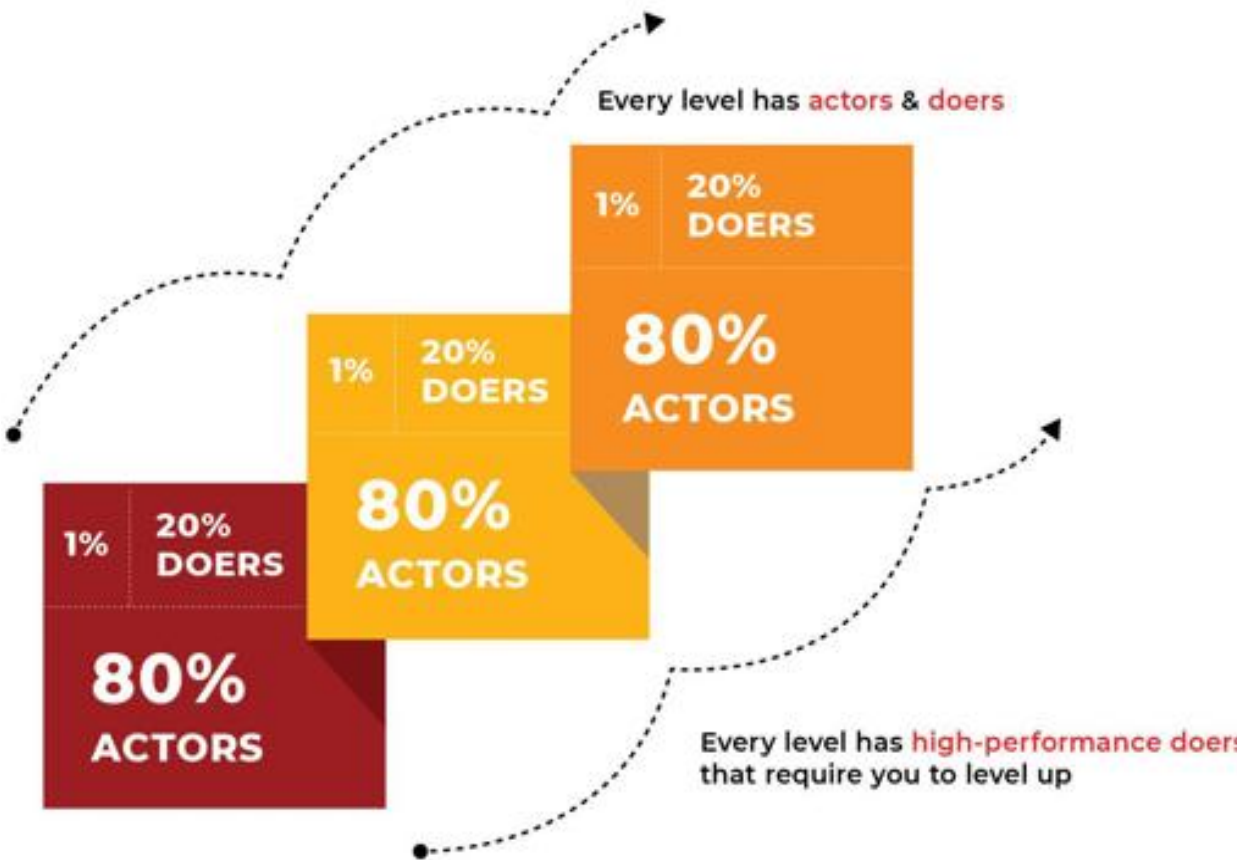 Every level has actors & doers
1%
20%
DOERS
80%
ACTORS
1%
20%
DOERS
80%
ACTORS
1%
20%
DOERS
80%
ACTORS
Every level has high-performance doers
that require you to level up